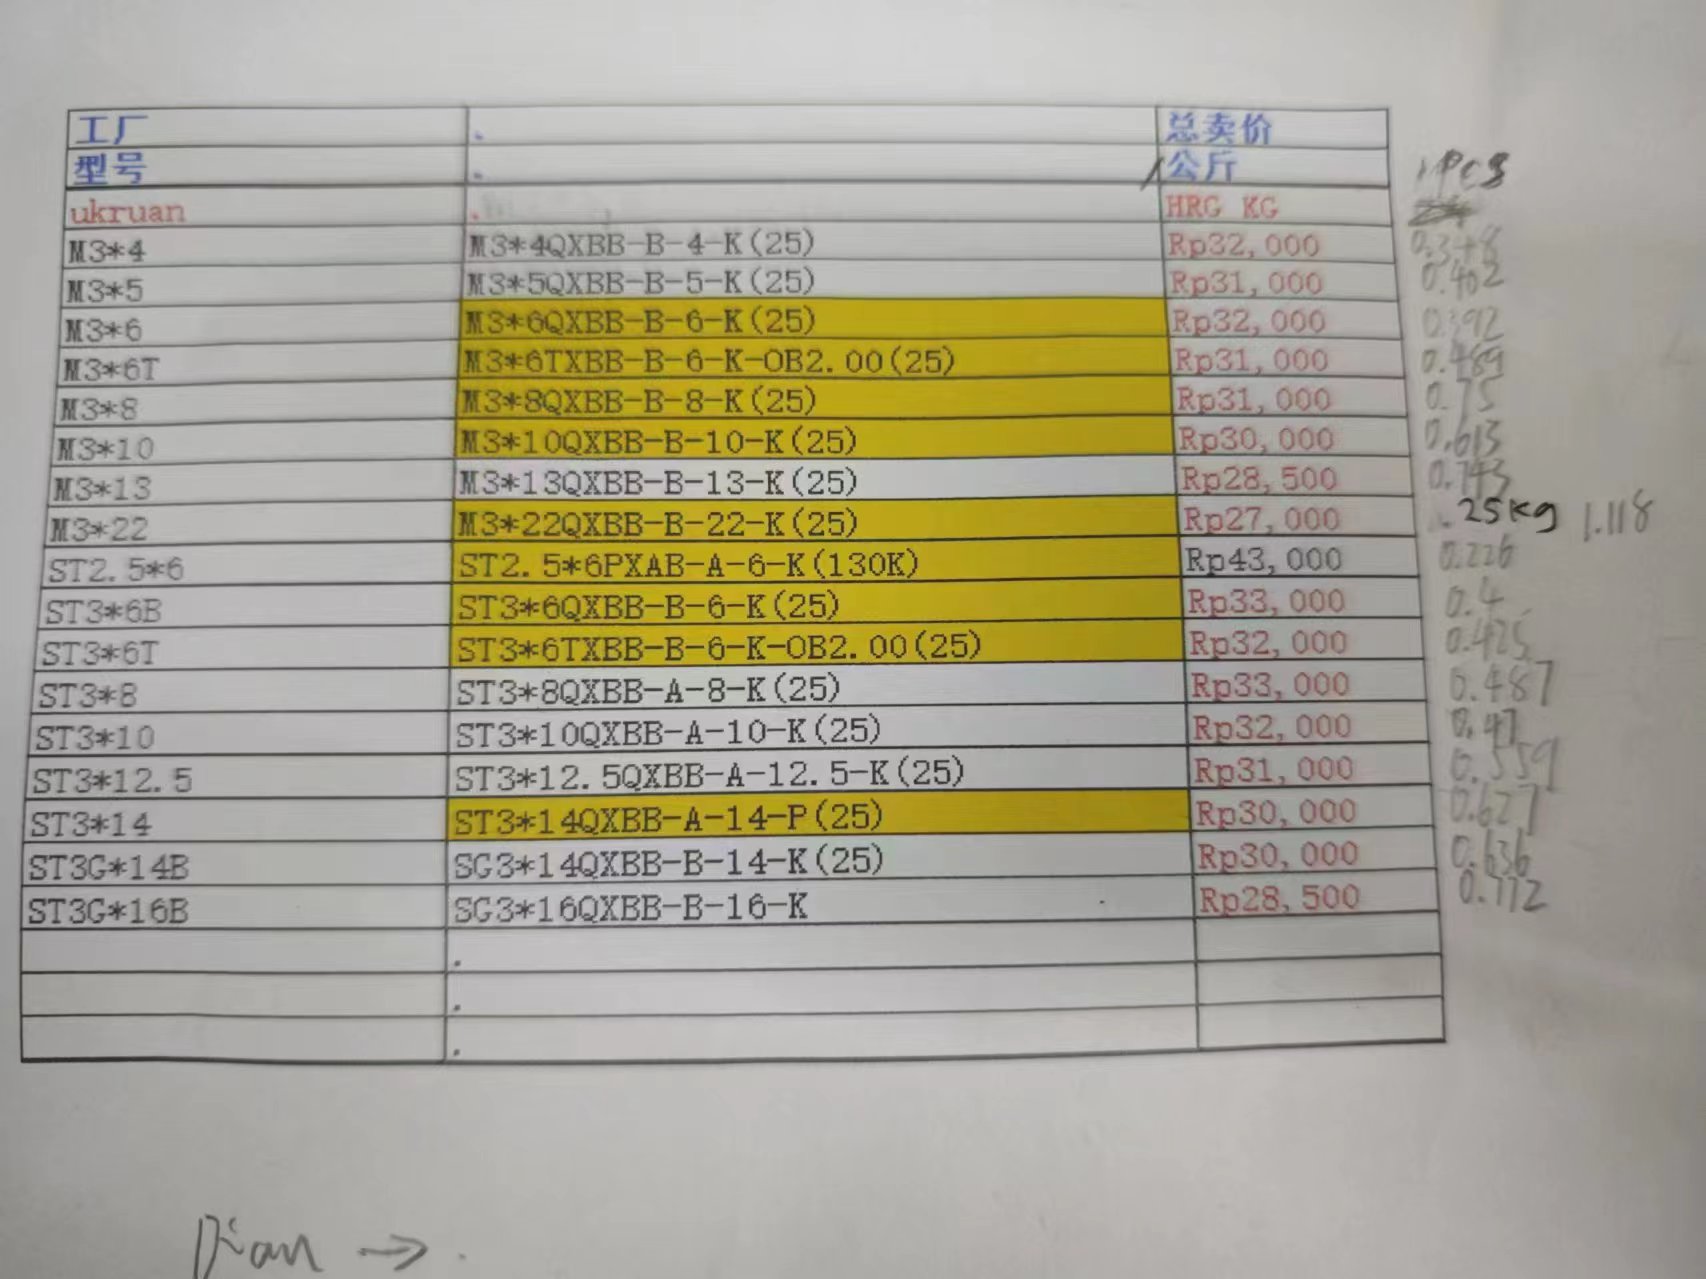 工厂 . 总卖价
型号 . /公斤 1PCS
ukruan . HRG KG
M3*4 M3*4QXBB-B-4-K(25) Rp32,000 0.348
M3*5 M3*5QXBB-B-5-K(25) Rp31,000 0.402
M3*6 M3*6QXBB-B-6-K(25) Rp32,000 0.392
M3*6T M3*6TXBB-B-6-K-OB2.00(25) Rp31,000 0.489
M3*8 M3*8QXBB-B-8-K(25) Rp31,000 0.75
M3*10 M3*10QXBB-B-10-K(25) Rp30,000 0.613
M3*13 M3*13QXBB-B-13-K(25) Rp28,500 0.743
M3*22 M3*22QXBB-B-22-K(25) Rp27,000 25kg 1.118
ST2.5*6 ST2.5*6PXAB-A-6-K(130K) Rp43,000 0.226
ST3*6B ST3*6QXBB-B-6-K(25) Rp33,000 0.4
ST3*6T ST3*6TXBB-B-6-K-OB2.00(25) Rp32,000 0.425
ST3*8 ST3*8QXBB-A-8-K(25) Rp33,000 0.487
ST3*10 ST3*10QXBB-A-10-K(25) Rp32,000 0.47
ST3*12.5 ST3*12.5QXBB-A-12.5-K(25) Rp31,000 0.559
ST3*14 ST3*14QXBB-A-14-P(25) Rp30,000 0.627
ST3G*14B SG3*14QXBB-B-14-K(25) Rp30,000 0.636
ST3G*16B SG3*16QXBB-B-16-K Rp28,500 0.772
.
.
.
Dian →